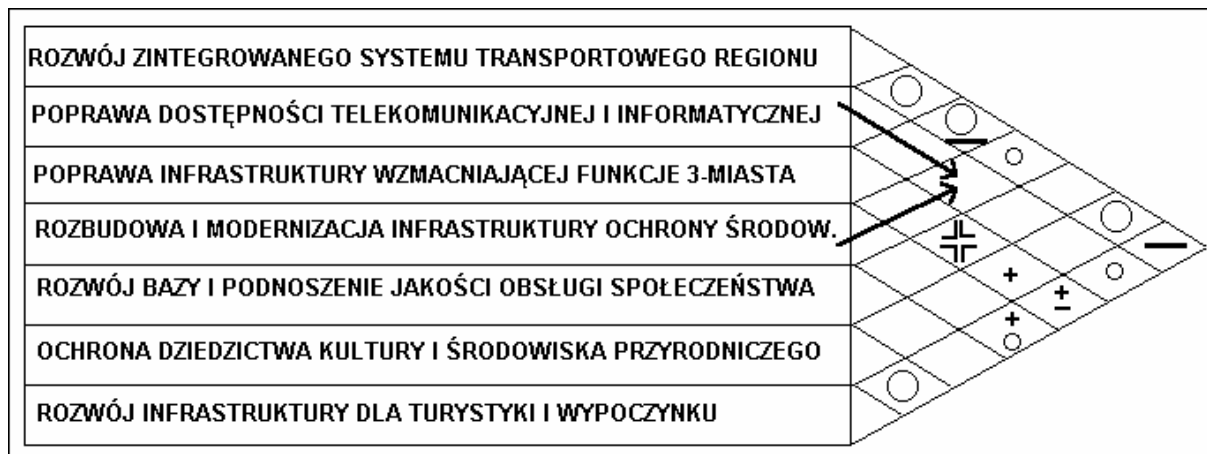 ROZWÓJ ZINTEGROWANEGO SYSTEMU TRANSPORTOWEGO REGIONU
POPRAWA DOSTĘPNOŚCI TELEKOMUNIKACYJNEJ I INFORMATYCZNEJ
POPRAWA INFRASTRUKTURY WZMACNIAJĄCEJ FUNKCJE 3-MIASTA
ROZBUDOWA I MODERNIZACJA INFRASTRUKTURY OCHRONY ŚRODOW.
ROZWÓJ BAZY I PODNOSZENIE JAKOŚCI OBSŁUGI SPOŁECZEŃSTWA
OCHRONA DZIEDZICTWA KULTURY I ŚRODOWISKA PRZYRODNICZEGO
ROZWÓJ INFRASTRUKTURY DLA TURYSTYKI I WYPOCZYNKU